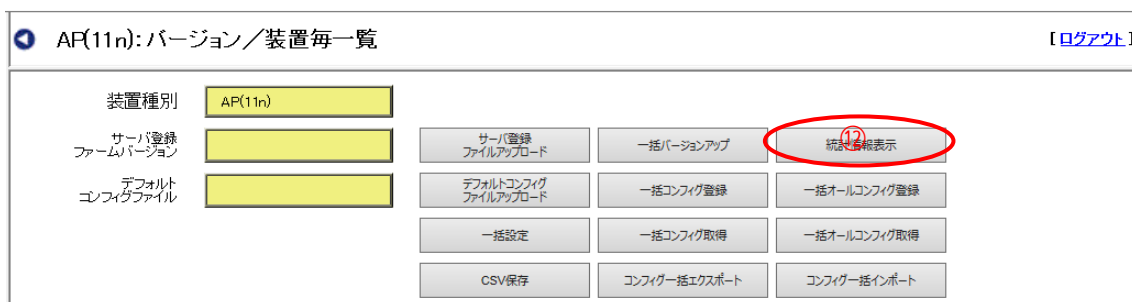 AP(11n):バージョン／装置毎一覧
[ログアウト]
装置種別
AP(11n)
サーバ登録
ファームバージョン
サーバ登録
ファイルアップロード
一括バージョンアップ
⑫
統計情報表示
デフォルト
コンフィグファイル
デフォルトコンフィグ
ファイルアップロード
一括コンフィグ登録
一括オールコンフィグ登録
一括設定
一括コンフィグ取得
一括オールコンフィグ取得
CSV保存
コンフィグ一括エクスポート
コンフィグ一括インポート